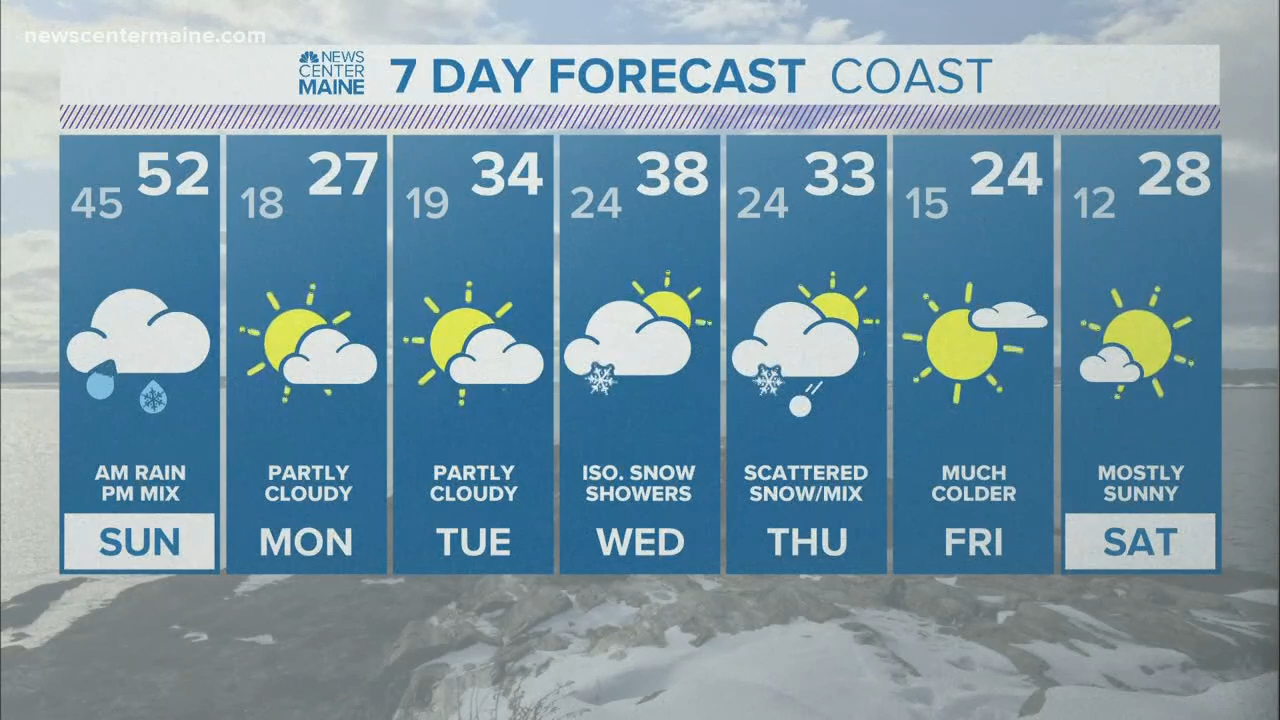 newscentermaine.com
NEWS
CENTER
MAINE
7 DAY FORECAST COAST
45 52
18 27
19 34
24 38
24 33
15 24
12 28
AM RAIN
PM MIX
SUN
PARTLY
CLOUDY
MON
PARTLY
CLOUDY
TUE
ISO. SNOW
SHOWERS
WED
SCATTERED
SNOW/MIX
THU
MUCH
COLDER
FRI
MOSTLY
SUNNY
SAT